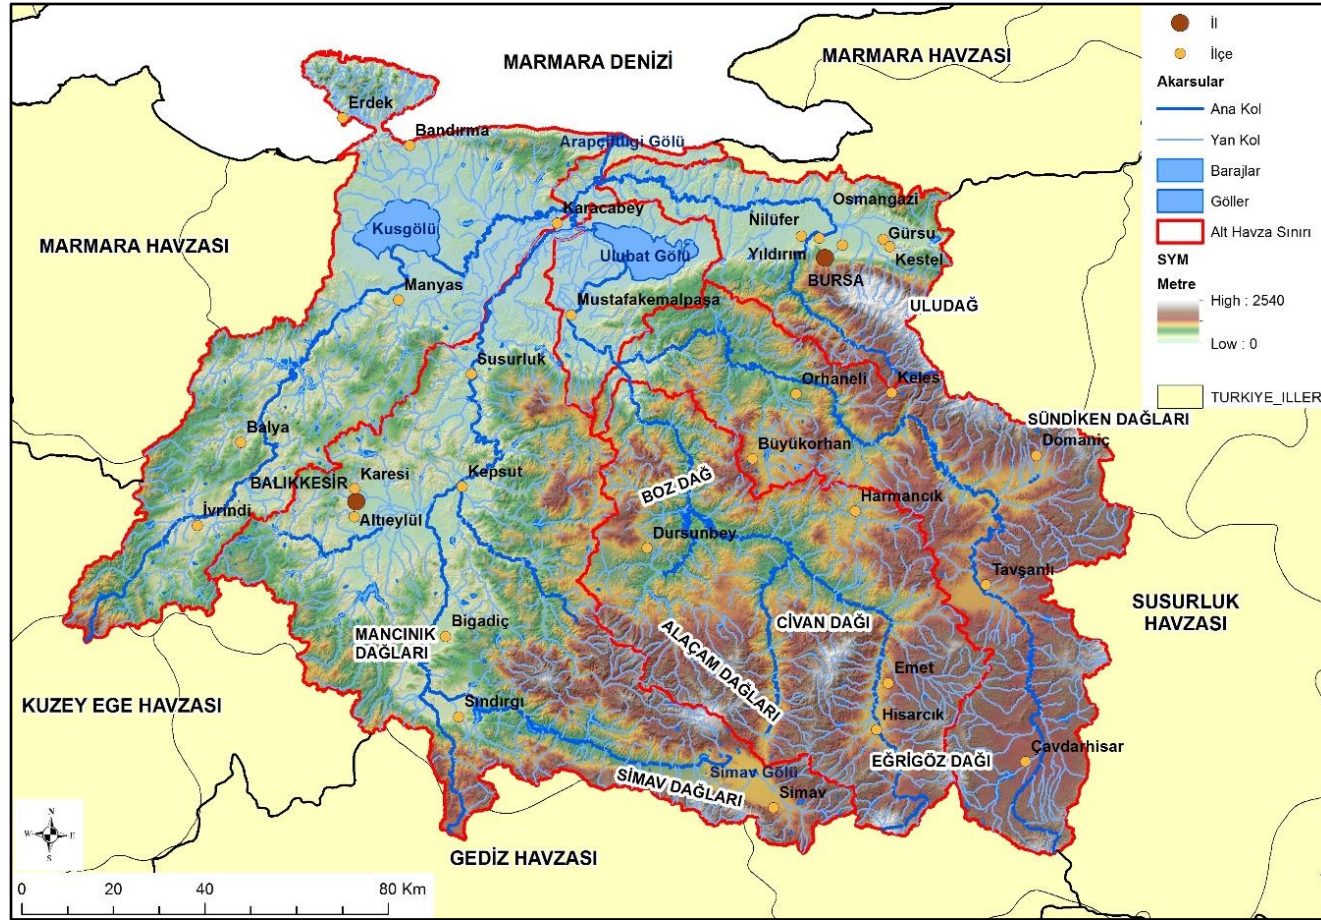 MARMARA DENİZİ
MARMARA HAVZASI
Erdek
Bandırma
Arapçiftligi Gölü
Karacabey
Kusgölü
Ulubat Gölü
Osmangazi
Nilüfer
Gürsu
Yıldırım
Kestel
BURSA
MARMARA HAVZASI
Manyas
Mustafakemalpaşa
ULUDAĞ
Susurluk
Orhaneli
Keles
SÜNDİKEN DAĞLARI
Domaniç
Balya
Büyükorhan
BALIKKESİR
Karesi
Kepsut
BOZ DAĞ
Harmancık
İvrindi
Altıeylül
Dursunbey
Tavşanlı
SUSURLUK
HAVZASI
MANCINIK
DAĞLARI
Bigadiç
ALAÇAM DAĞLARI
CİVAN DAĞI
Emet
KUZEY EGE HAVZASI
Sındırgı
Hisarcık
EĞRİGÖZ DAĞI
Çavdarhisar
SİMAV DAĞLARI
Simav Gölü
Simav
GEDİZ HAVZASI
N
W
E
S
0 20 40 80 Km
İl
İlçe
Akarsular
Ana Kol
Yan Kol
Barajlar
Göller
Alt Havza Sınırı
SYM
Metre
High : 2540
Low : 0
TURKIYE_ILLER